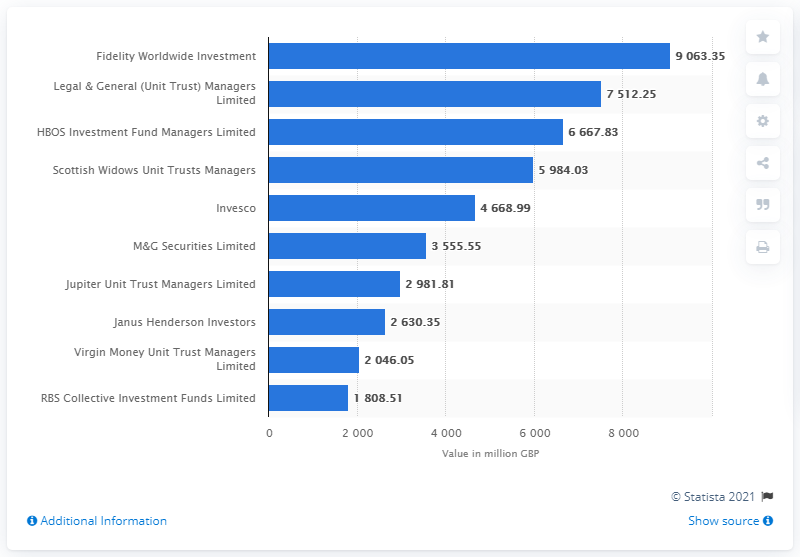 Fidelity Worldwide Investment 9 063.35
Legal & General (Unit Trust) Managers
Limited 7 512.25
HBOS Investment Fund Managers Limited 6 667.83
Scottish Widows Unit Trusts Managers 5 984.03
Invesco 4 668.99
M&G Securities Limited 3 555.55
Jupiter Unit Trust Managers Limited 2 981.81
Janus Henderson Investors 2 630.35
Virgin Money Unit Trust Managers
Limited 2 046.05
RBS Collective Investment Funds Limited 1 808.51
0 2 000 4 000 6 000 8 000
Value in million GBP
© Statista 2021
Additional Information Show source